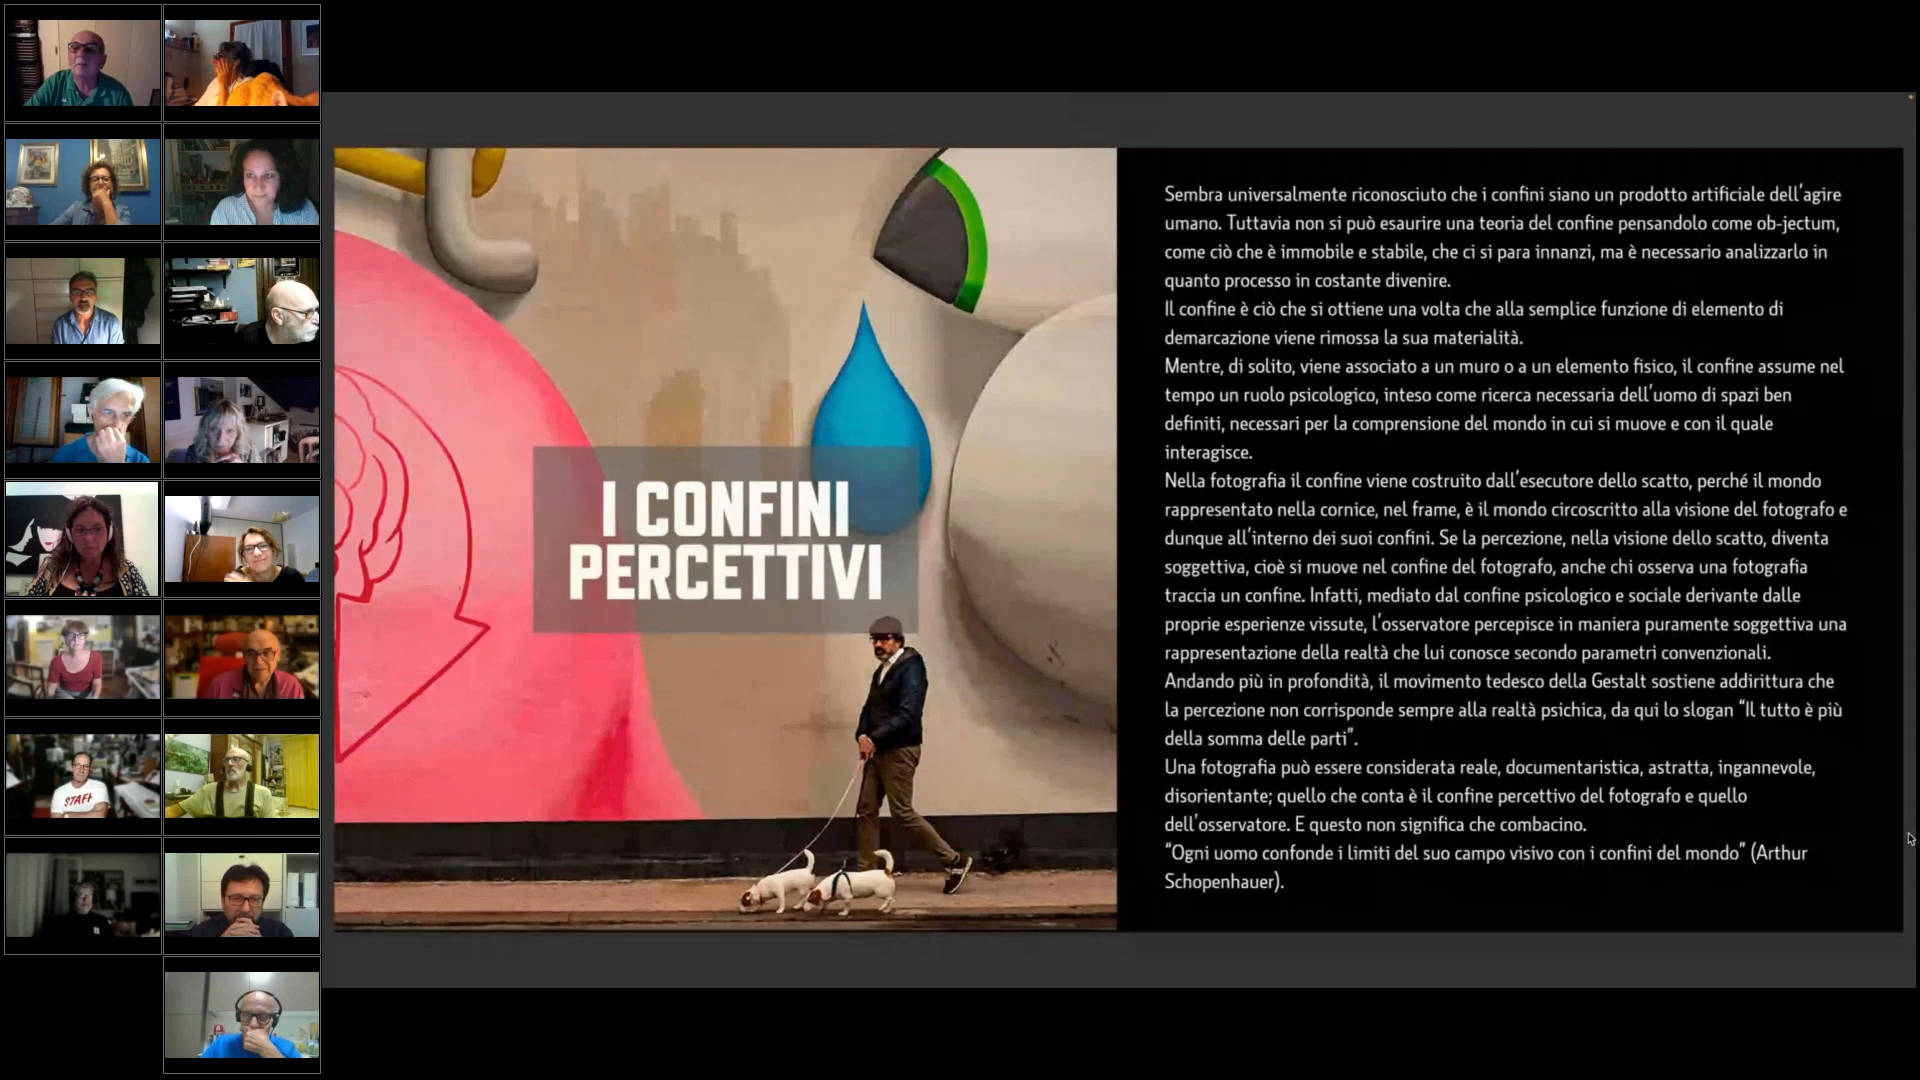 I CONFINI
PERCETTIVI
Sembra universalmente riconosciuto che i confini siano un prodotto artificiale dell'agire
umano. Tuttavia non si può esaurire una teoria del confine pensandolo come ob-jectum,
come ciò che è immobile e stabile, che ci si para innanzi, ma è necessario analizzarlo in
quanto processo in costante divenire.
Il confine è ciò che si ottiene una volta che alla semplice funzione di elemento di
demarcazione viene rimossa la sua materialità.
Mentre, di solito, viene associato a un muro o a un elemento fisico, il confine assume nel
tempo un ruolo psicologico, inteso come ricerca necessaria dell'uomo di spazi ben
definiti, necessari per la comprensione del mondo in cui si muove e con il quale
interagisce.
Nella fotografia il confine viene costruito dall'esecutore dello scatto, perché il mondo
rappresentato nella cornice, nel frame, è il mondo circoscritto alla visione del fotografo e
dunque all'interno dei suoi confini. Se la percezione, nella visione dello scatto, diventa
soggettiva, cioè si muove nel confine del fotografo, anche chi osserva una fotografia
traccia un confine. Infatti, mediato dal confine psicologico e sociale derivante dalle
proprie esperienze vissute, l'osservatore percepisce in maniera puramente soggettiva una
rappresentazione della realtà che lui conosce secondo parametri convenzionali.
Andando più in profondità, il movimento tedesco della Gestalt sostiene addirittura che
la percezione non corrisponde sempre alla realtà psichica, da qui lo slogan “Il tutto è più
della somma delle parti”.
Una fotografia può essere considerata reale, documentaristica, astratta, ingannevole,
disorientante; quello che conta è il confine percettivo del fotografo e quello
dell'osservatore. E questo non significa che combacino.
“Ogni uomo confonde i limiti del suo campo visivo con i confini del mondo” (Arthur
Schopenhauer).
STAFF